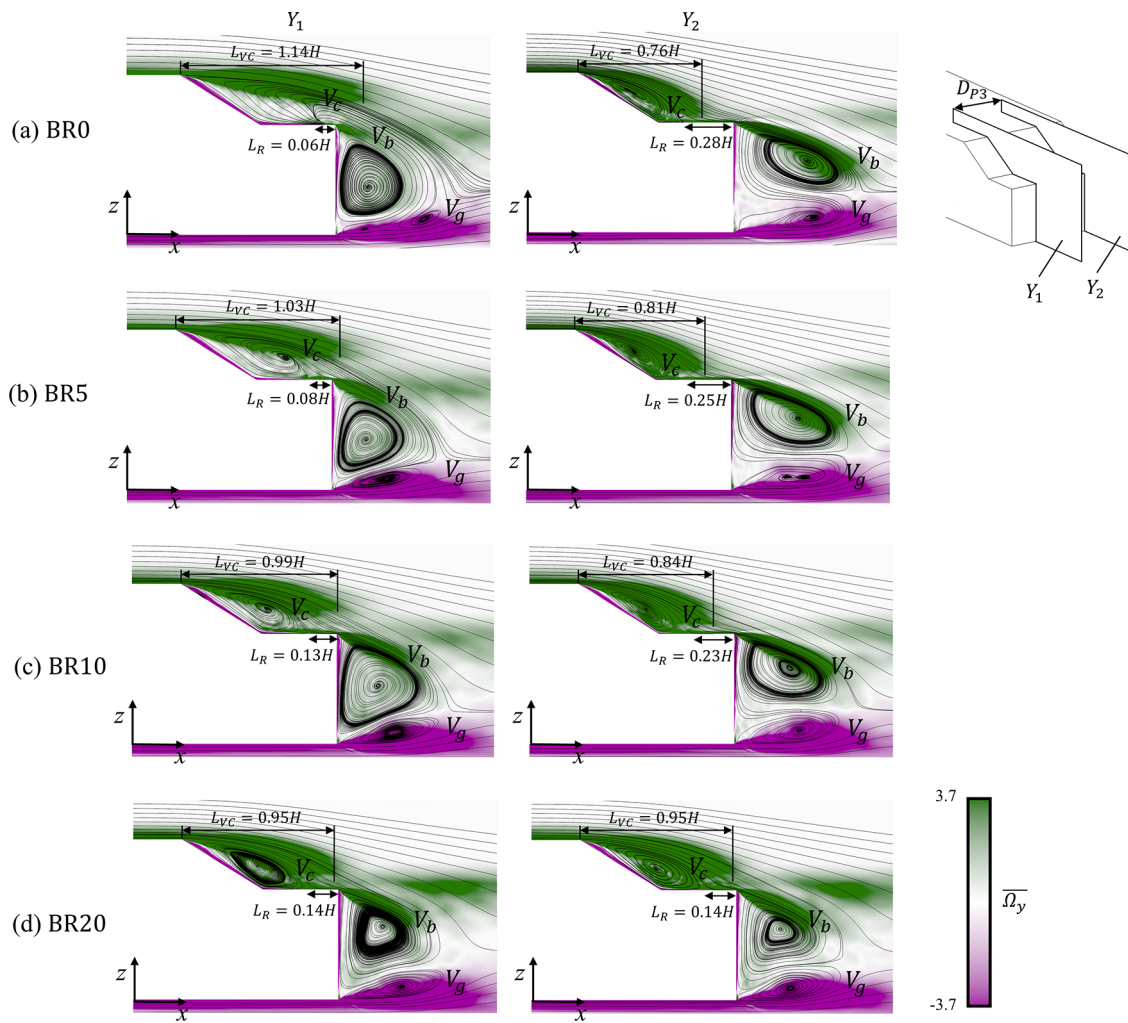 Y₁ Y₂
L_VC = 1.14H L_VC = 0.76H
D_P3
(a) BR0
V_c V_c
V_b V_b
L_R = 0.06H L_R = 0.28H
V_g V_g
z z
x x
Y₁ Y₂
L_VC = 1.03H L_VC = 0.81H
V_c V_c
(b) BR5
L_R = 0.08H L_R = 0.25H
V_b V_b
V_g V_g
z z
x x
L_VC = 0.99H L_VC = 0.84H
V_c V_c
L_R = 0.13H L_R = 0.23H
(c) BR10
V_b V_b
V_g V_g
z z
x x
L_VC = 0.95H L_VC = 0.95H
3.7
V_c V_c
L_R = 0.14H L_R = 0.14H
(d) BR20
V_b V_b
Ω̅_y
V_g V_g
z z
x x
-3.7